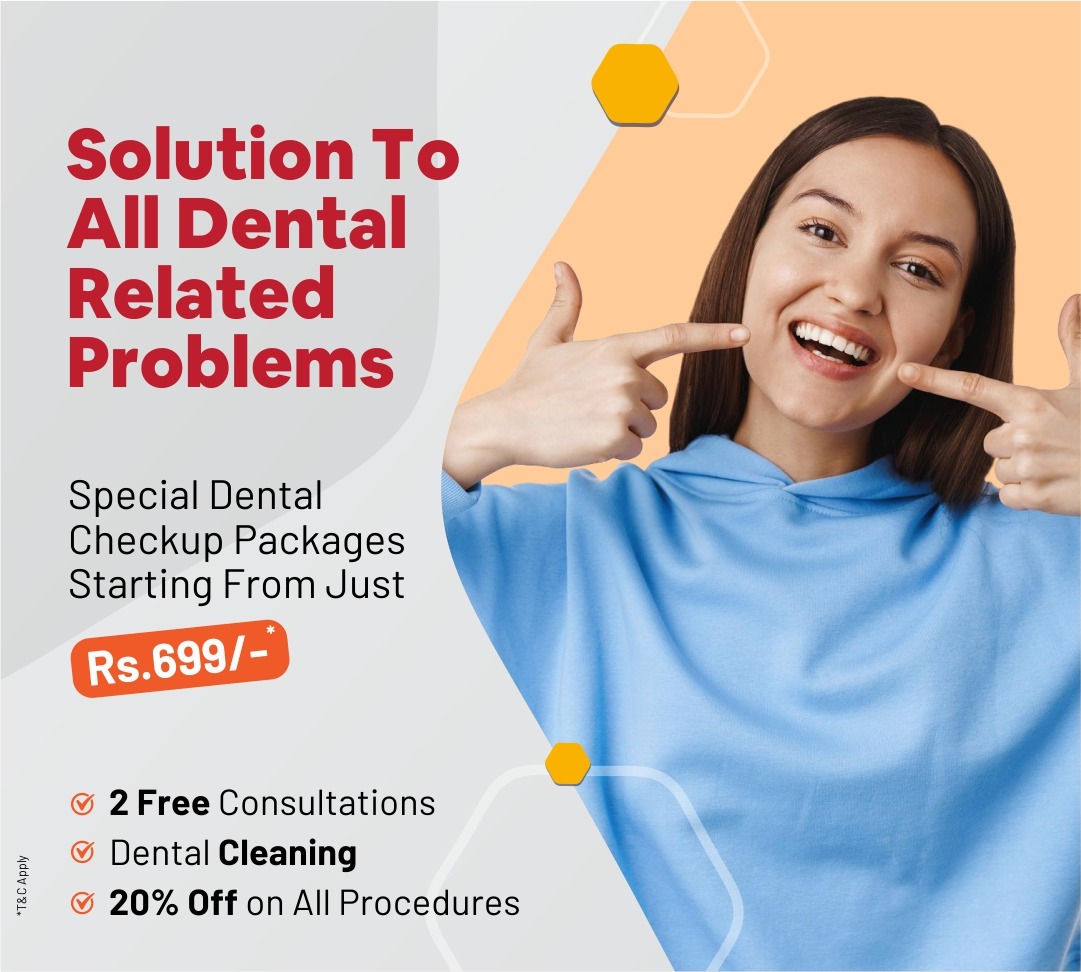 Solution To
All Dental
Related
Problems
Special Dental
Checkup Packages
Starting From Just
Rs.699/-*
2 Free Consultations
Dental Cleaning
20% Off on All Procedures
*T&C Apply